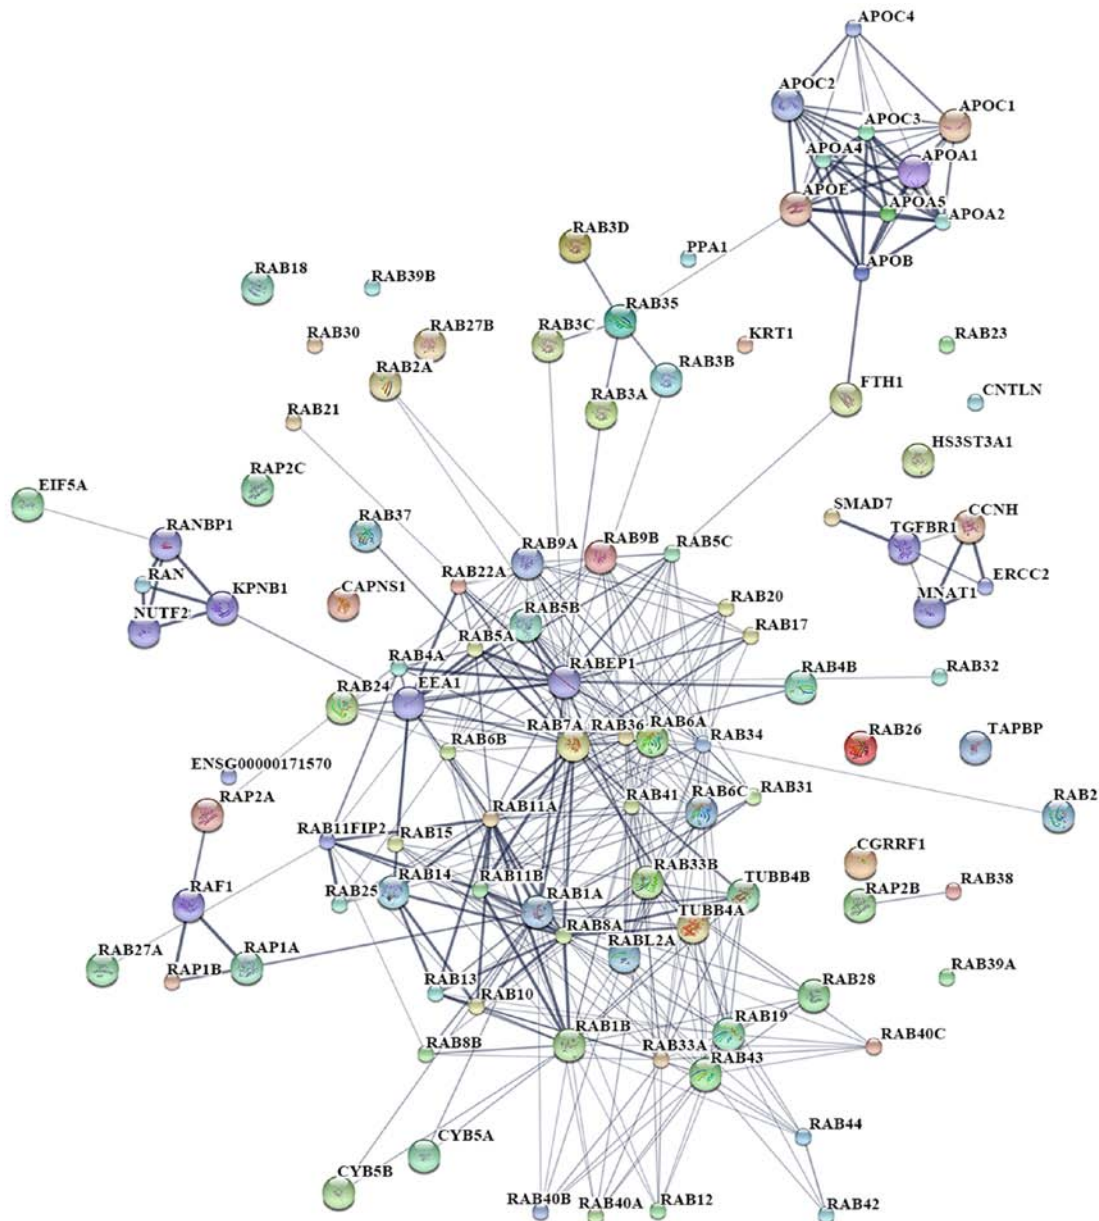 APOC4
APOC2
APOC1
APOC3
APOA4
APOA1
APOE
APOA5
APOA2
RAB3D
PPA1
APOB
RAB18
RAB39B
RAB35
RAB30
RAB27B
RAB3C
KRT1
RAB23
RAB2A
RAB3B
FTH1
CNTLN
RAB21
RAB3A
HS3ST3A1
EIF5A
RAP2C
SMAD7
CCNH
RANBP1
RAB37
TGFBR1
RAN
RAB9A
RAB9B
RAB5C
KPNB1
CAPNS1
RAB22A
ERCC2
NUTF2
MNAT1
RAB5B
RAB20
RAB5A
RAB17
RAB4A
RABEP1
RAB4B
RAB32
RAB24
EEA1
RAB7A
RAB36
RAB6A
RAB34
RAB26
TAPBP
RAB6B
ENSG00000171570
RAB31
RAP2A
RAB41
RAB6C
RAB2
RAB11A
RAB11FIP2
RAB15
CGRRF1
RAF1
RAB14
RAB11B
RAB33B
TUBB4B
RAB25
RAB1A
RAP2B
RAB38
TUBB4A
RAB8A
RAB27A
RAP1A
RABL2A
RAP1B
RAB13
RAB39A
RAB10
RAB28
RAB1B
RAB19
RAB8B
RAB33A
RAB40C
RAB43
CYB5A
RAB44
CYB5B
RAB40B
RAB40A
RAB12
RAB42